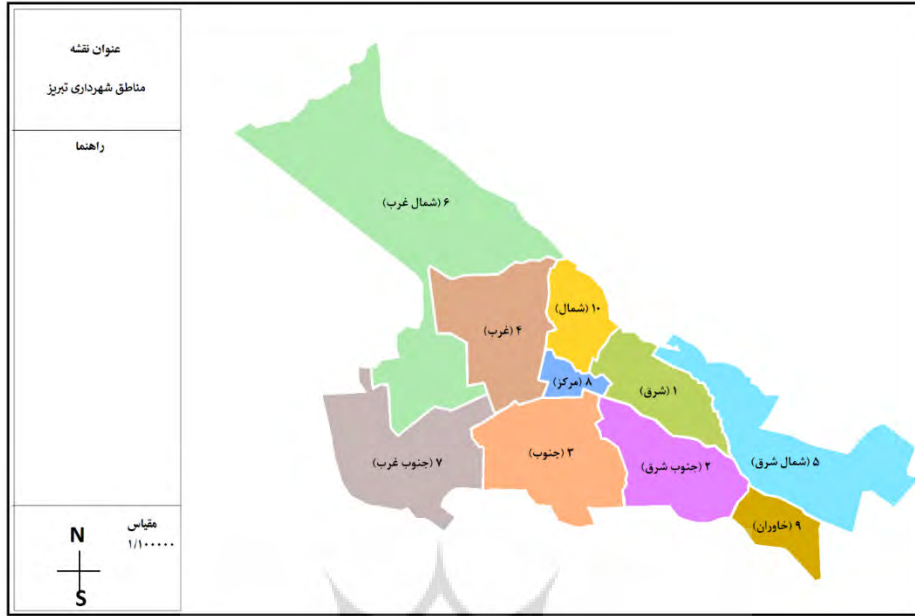 عنوان نقشه
مناطق شهرداری تبریز
راهنما
۶ (شمال غرب)
۱۰ (شمال)
۴ (غرب)
۸ (مرکز)
۱ (شرق)
۷ (جنوب غرب)
۳ (جنوب)
۲ (جنوب شرق)
۵ (شمال شرق)
۹ (خاوران)
مقیاس
۱/۱۰۰۰۰۰
N
S